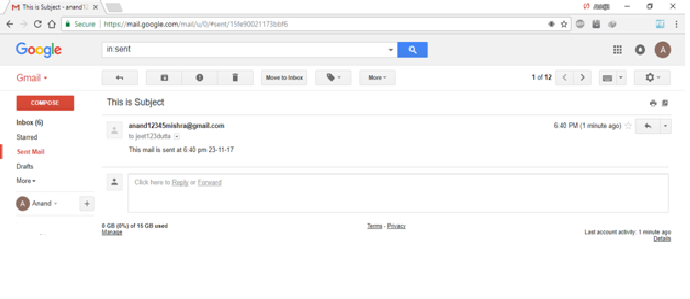 This is Subject - anand12
Secure https://mail.google.com/mail/u/0/#sent/15fe90021173bbf6
Google in:sent
Gmail Move to Inbox More 1 of 12
COMPOSE This is Subject
Inbox (6) anand12345mishra@gmail.com 6:40 PM (1 minute ago)
Starred to jeet123dutta
Sent Mail This mail is sent at 6:40 pm-23-11-17
Drafts
More Click here to Reply or Forward
A Anand +
0 GB (0%) of 15 GB used Terms - Privacy
Manage Last account activity: 1 minute ago
Details